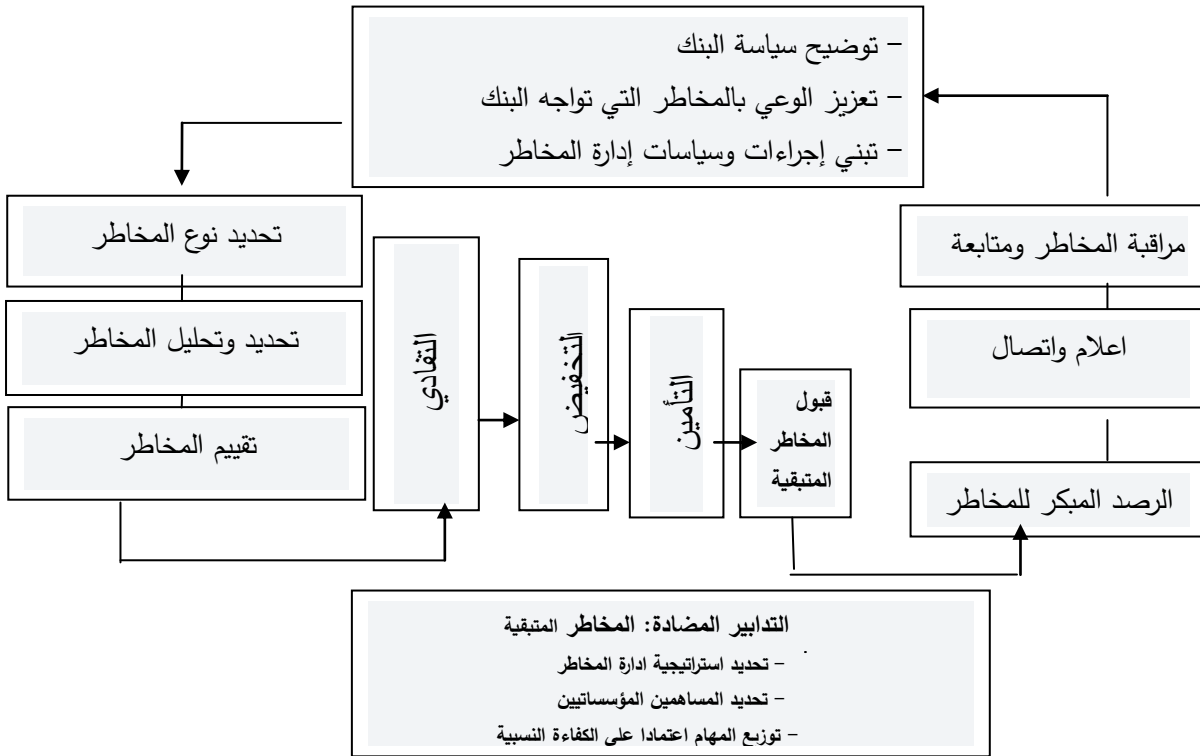 – توضيح سياسة البنك
– تعزيز الوعي بالمخاطر التي تواجه البنك
– تبني إجراءات وسياسات إدارة المخاطر
تحديد نوع المخاطر
تحديد وتحليل المخاطر
تقييم المخاطر
التفادي
التخفيض
التأمين
قبول
المخاطر
المتبقية
مراقبة المخاطر ومتابعة
اعلام واتصال
الرصد المبكر للمخاطر
التدابير المضادة: المخاطر المتبقية
– تحديد استراتيجية ادارة المخاطر
– تحديد المساهمين المؤسساتيين
– توزيع المهام اعتمادا على الكفاءة النسبية